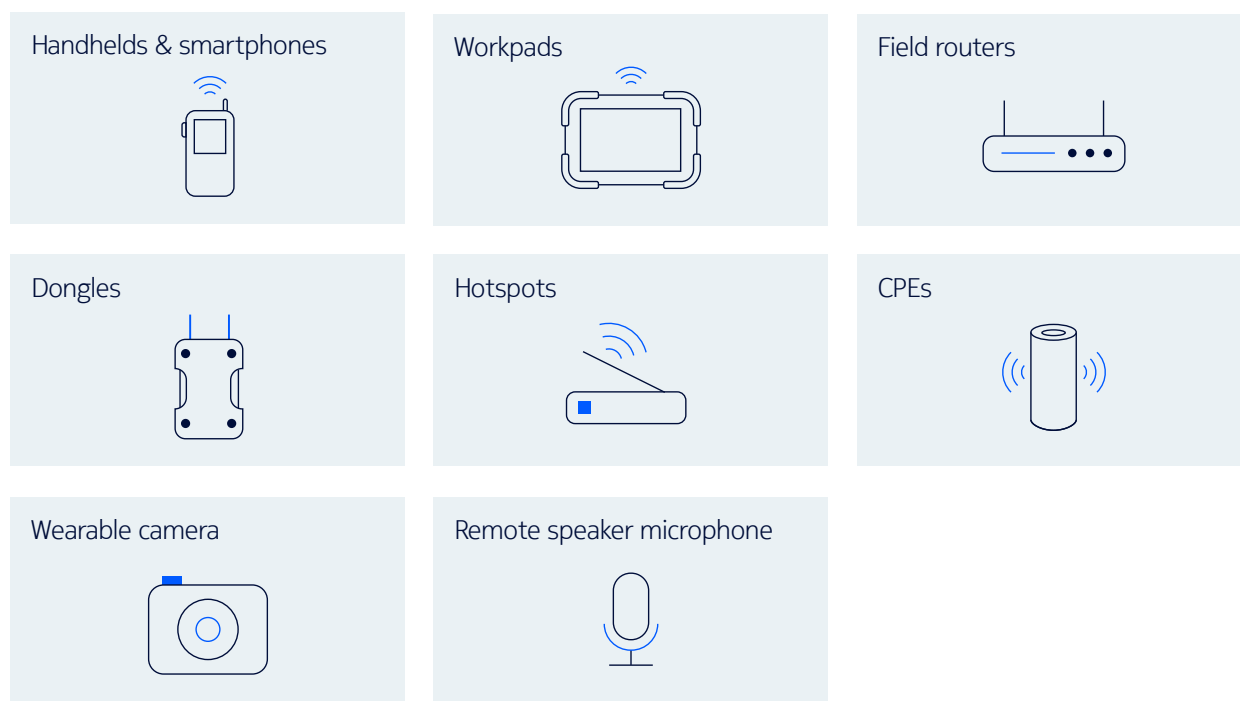 Handhelds & smartphones
Workpads
Field routers
Dongles
Hotspots
CPEs
Wearable camera
Remote speaker microphone